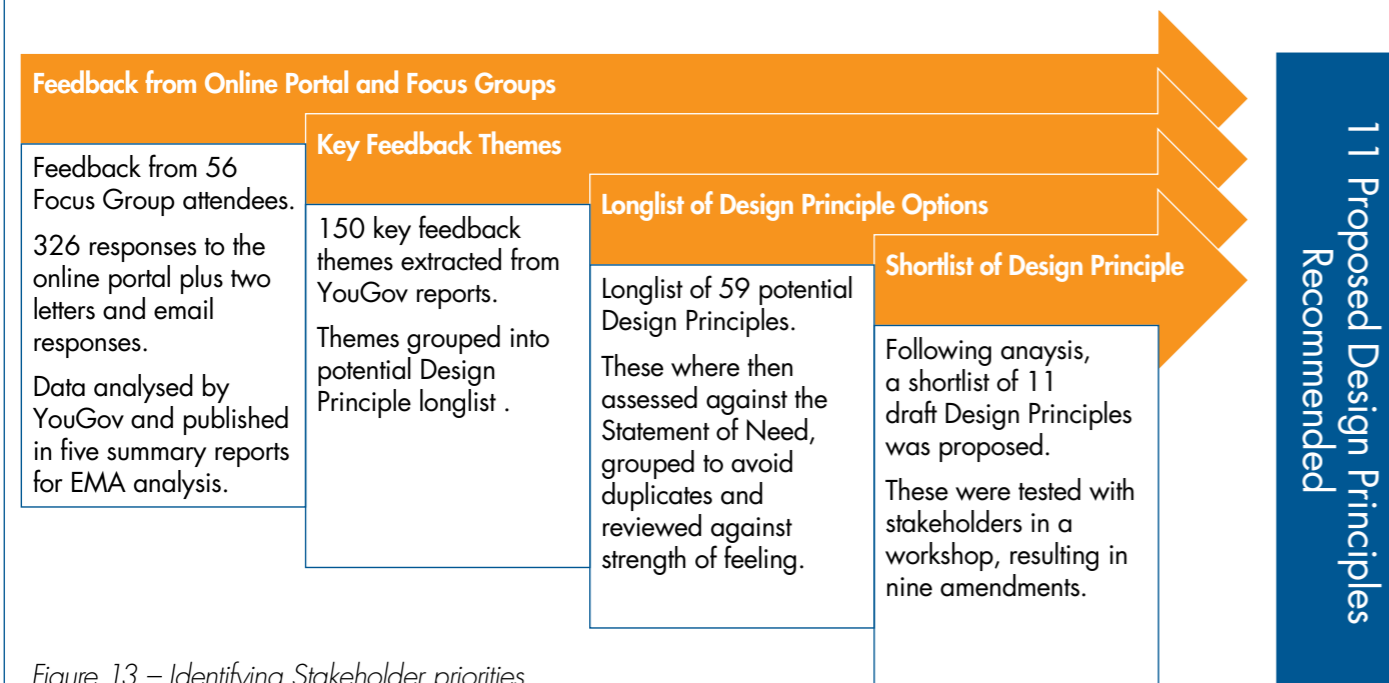 Feedback from Online Portal and Focus Groups
Feedback from 56
Focus Group attendees.
326 responses to the
online portal plus two
letters and email
responses.
Data analysed by
YouGov and published
in five summary reports
for EMA analysis.
Key Feedback Themes
150 key feedback
themes extracted from
YouGov reports.
Themes grouped into
potential Design
Principle longlist .
Longlist of Design Principle Options
Longlist of 59 potential
Design Principles.
These where then
assessed against the
Statement of Need,
grouped to avoid
duplicates and
reviewed against
strength of feeling.
Shortlist of Design Principle
Following anaysis,
a shortlist of 11
draft Design Principles
was proposed.
These were tested with
stakeholders in a
workshop, resulting in
nine amendments.
11 Proposed Design Principles
Recommended
Figure 13 – Identifying Stakeholder priorities